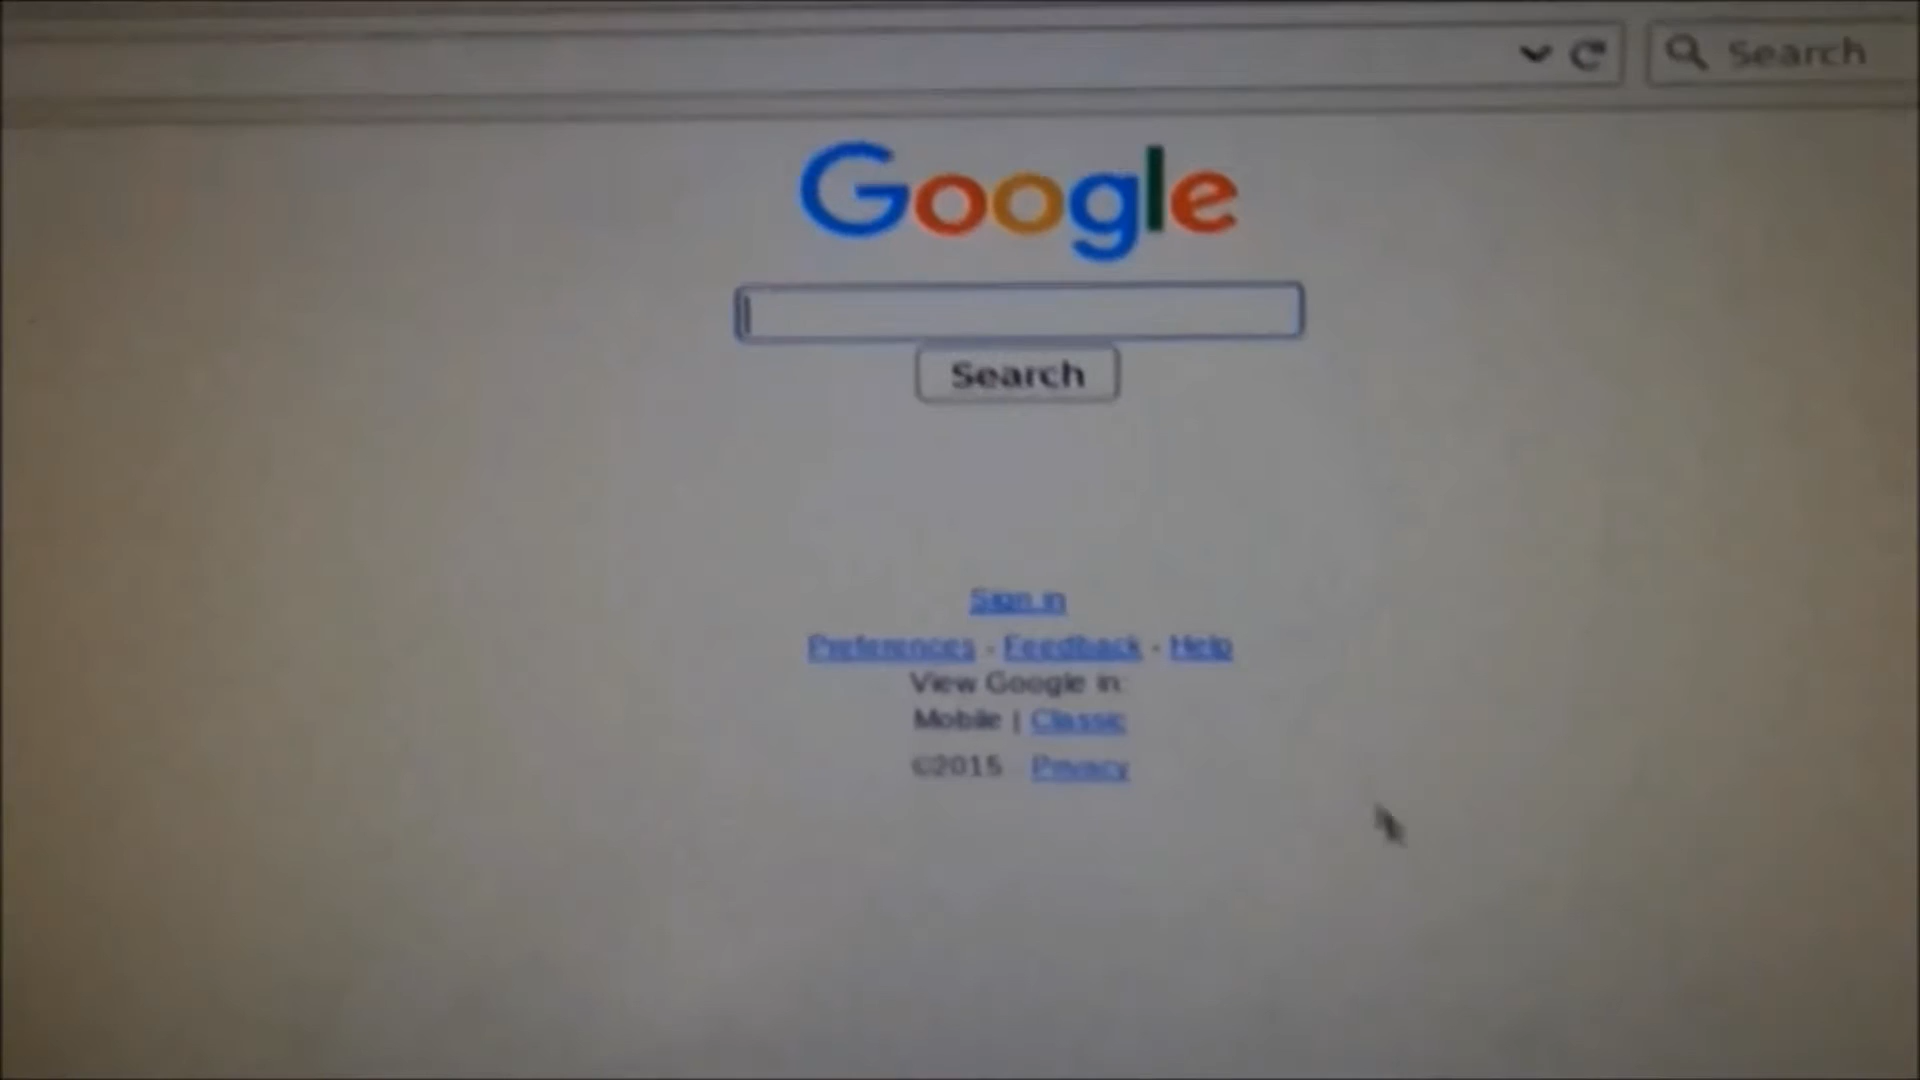 Search
Google
Search
Sign in
Preferences - Feedback - Help
View Google in:
Mobile | Classic
©2015 Privacy